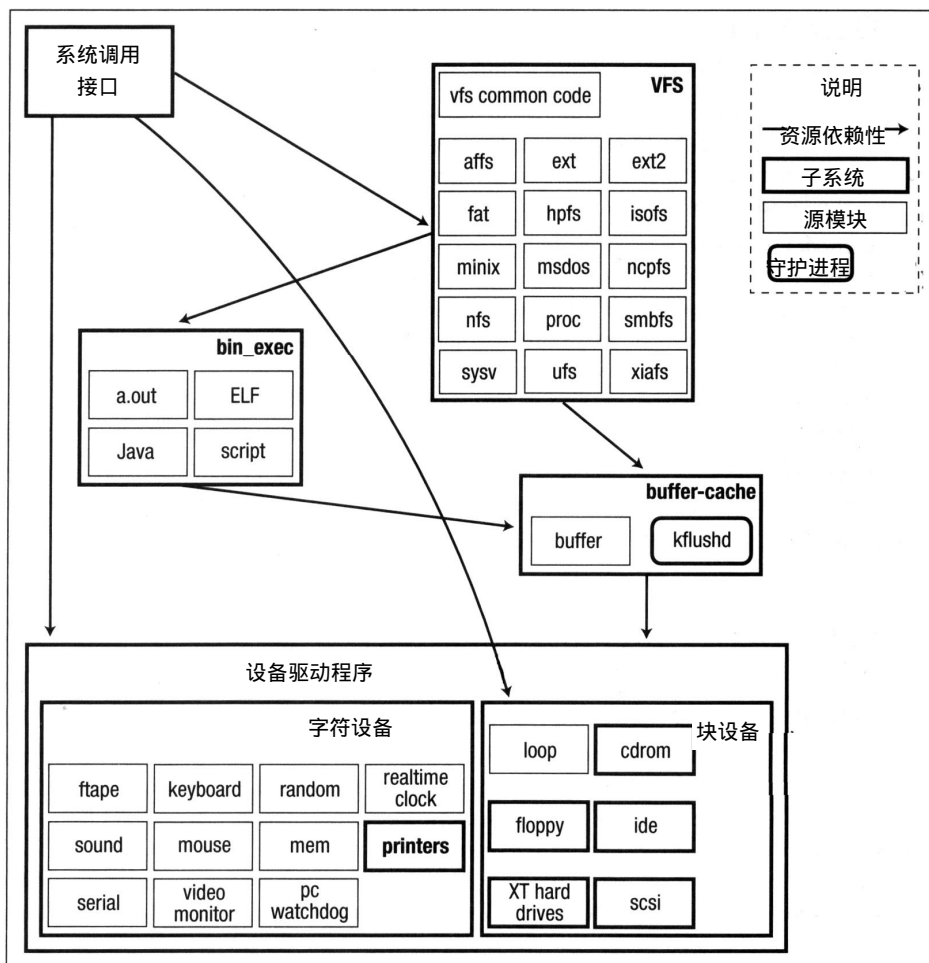 系统调用
接口
VFS
vfs common code
affs
ext
ext2
fat
hpfs
isofs
minix
msdos
ncpfs
nfs
proc
smbfs
sysv
ufs
xiafs
说明
资源依赖性
子系统
源模块
守护进程
bin_exec
a.out
ELF
Java
script
buffer-cache
buffer
kflushd
设备驱动程序
字符设备
ftape
keyboard
random
realtime
clock
sound
mouse
mem
printers
serial
video
monitor
pc
watchdog
块设备
loop
cdrom
floppy
ide
XT hard
drives
scsi